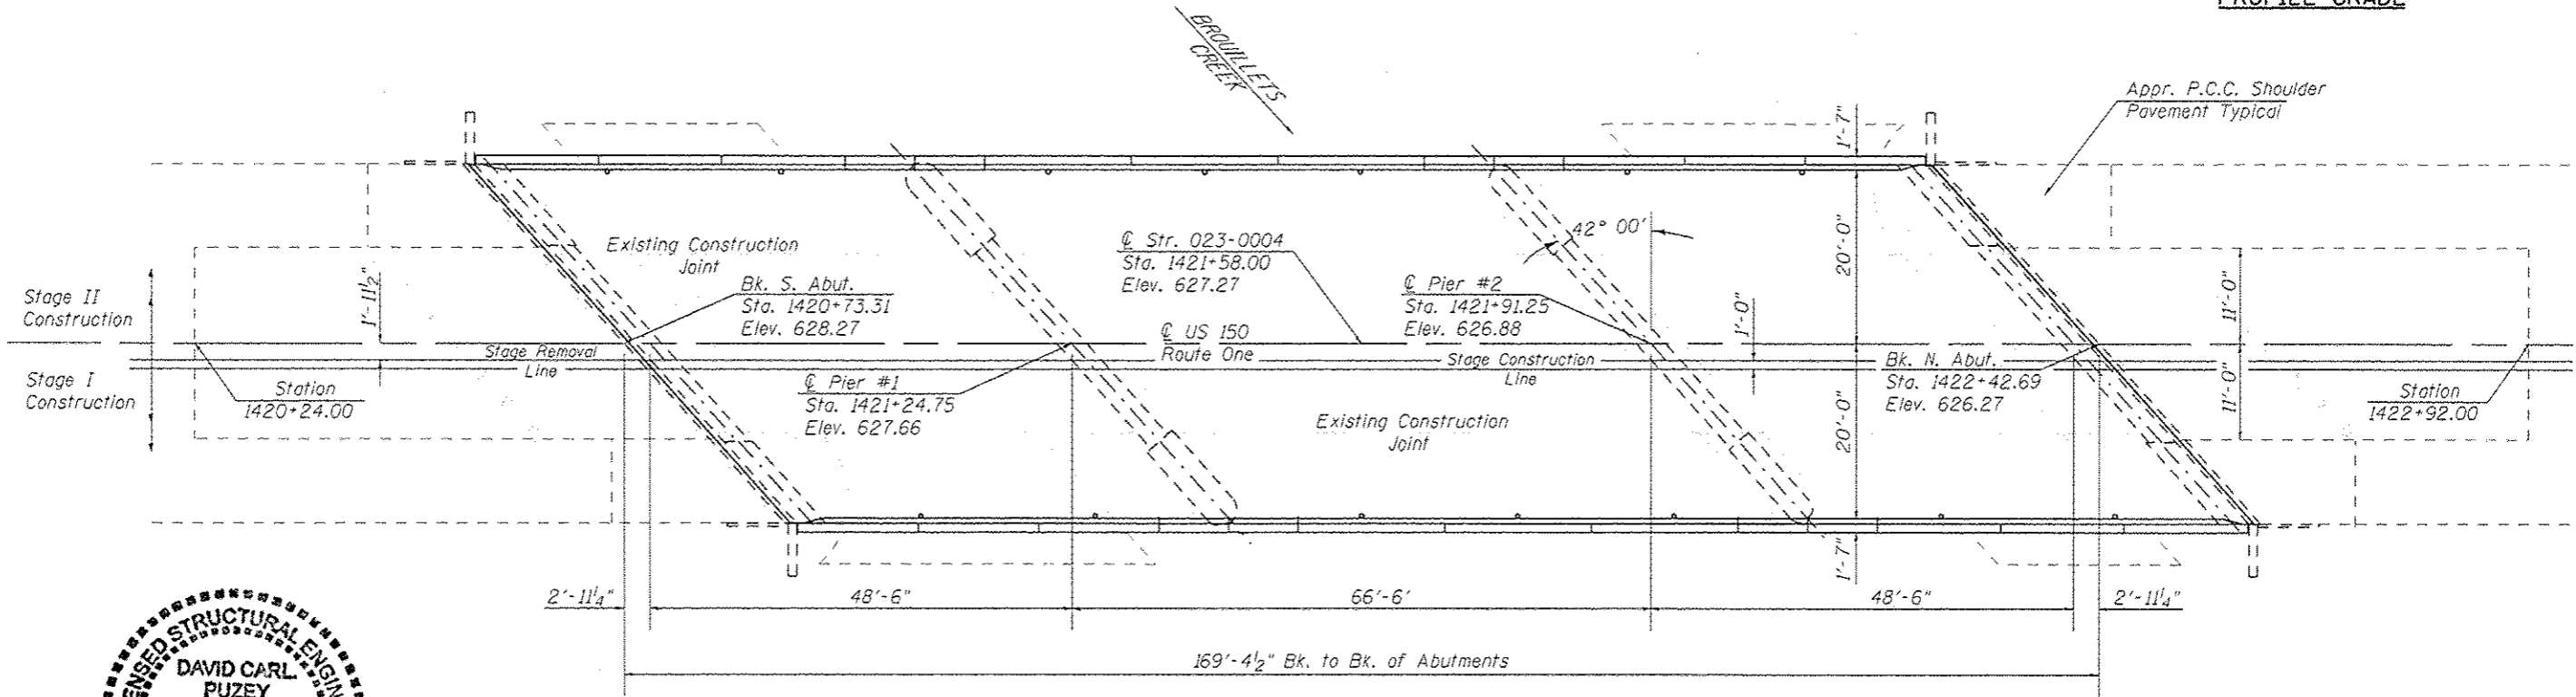 PROFILE GRADE
BROUILLETS
CREEK
Appr. P.C.C. Shoulder
Pavement Typical
1'-7"
42° 00'
Existing Construction
Joint
℄ Str. 023-0004
Sta. 1421+58.00
Elev. 627.27
20'-0"
Bk. S. Abut.
Sta. 1420+73.31
Elev. 628.27
℄ Pier #2
Sta. 1421+91.25
Elev. 626.88
11'-0"
Stage II
Construction
1'-11½"
1'-0"
℄ US 150
Route One
Stage Removal
Line
Stage Construction
Line
Stage I
Construction
Station
1420+24.00
℄ Pier #1
Sta. 1421+24.75
Elev. 627.66
Bk. N. Abut.
Sta. 1422+42.69
Elev. 626.27
Station
1422+92.00
11'-0"
20'-0"
Existing Construction
Joint
1'-7"
2'-11¼"
48'-6"
66'-6'
48'-6"
2'-11¼"
169'-4½" Bk. to Bk. of Abutments
ENSED STRUCTURAL ENGIN
DAVID CARL
PUZEY